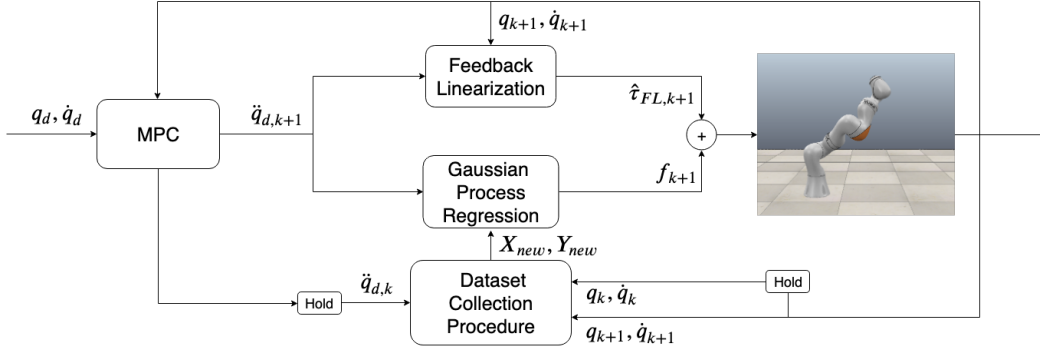 q_{k+1}, \dot{q}_{k+1}
Feedback
Linearization
\hat{τ}_{FL,k+1}
q_d, \dot{q}_d
MPC
\ddot{q}_{d,k+1}
+
Gaussian
Process
Regression
f_{k+1}
X_{new}, Y_{new}
\ddot{q}_{d,k}
Hold
Dataset
Collection
Procedure
Hold
q_k, \dot{q}_k
q_{k+1}, \dot{q}_{k+1}